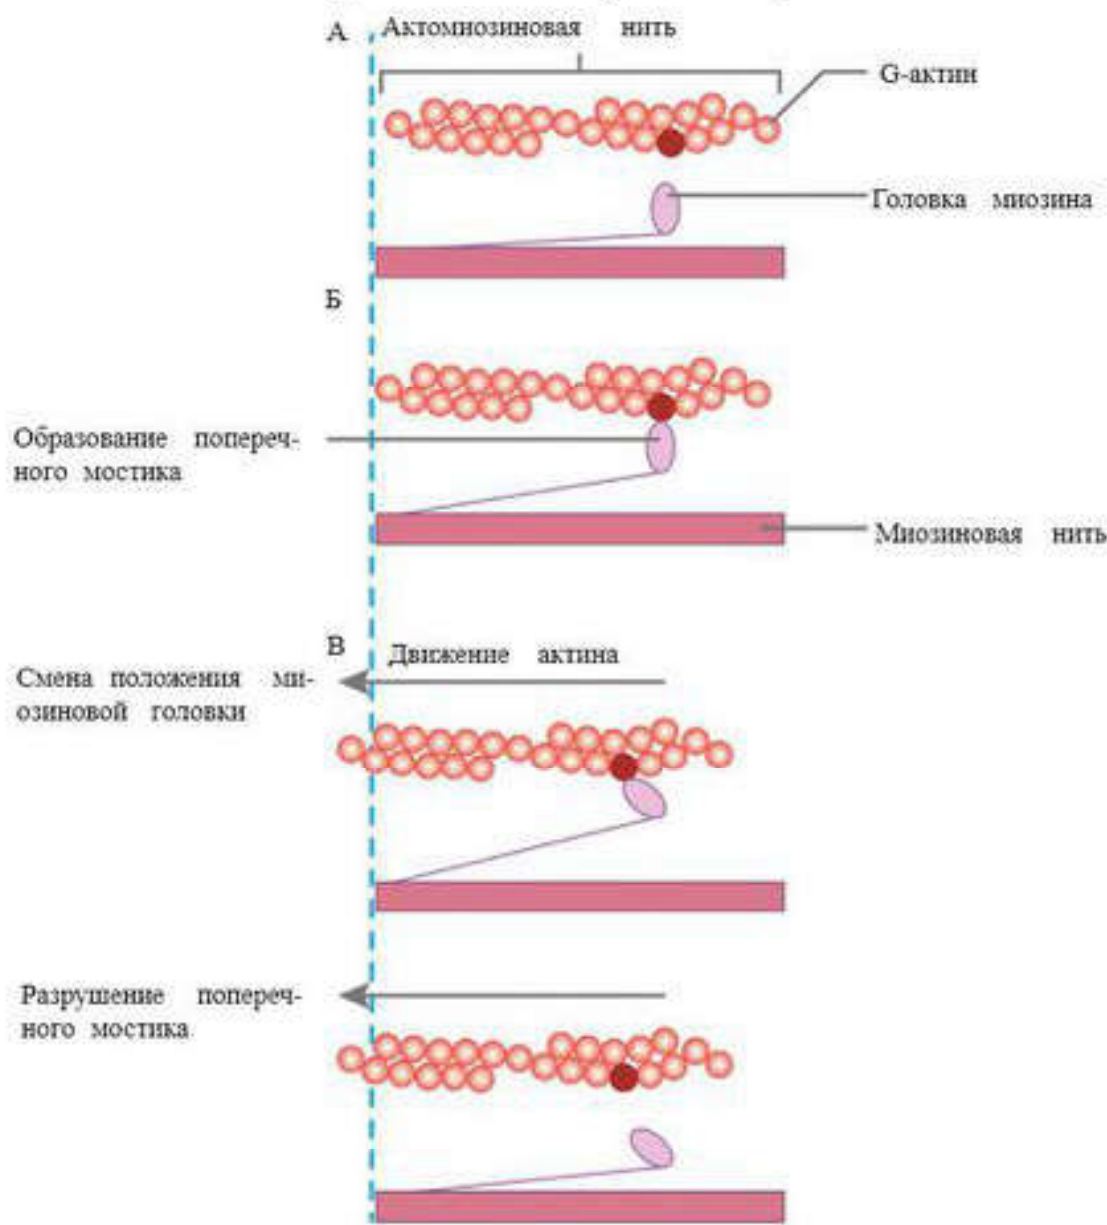 А
Актомиозиновая нить
G-актин
Головка миозина
Б
Образование попереч-
ного мостика
Миозиновая нить
В
Движение актина
Смена положения ми-
озиновой головки
Разрушение попереч-
ного мостика